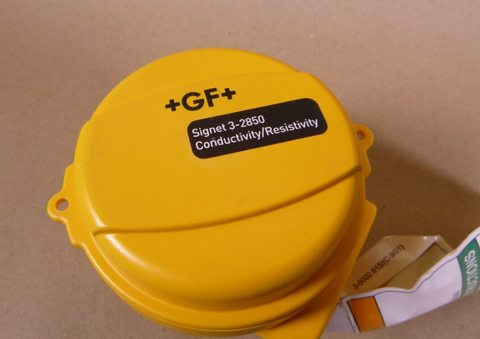 +GF+
Signet 3-2850
Conductivity/Resistivity